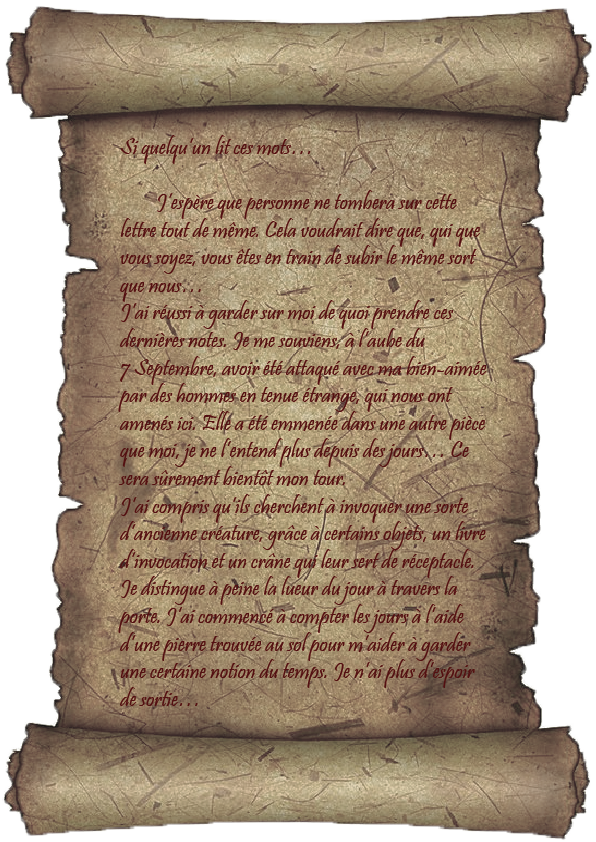 Si quelqu'un lit ces mots...
J'espère que personne ne tombera sur cette
lettre tout de même. Cela voudrait dire que, qui que
vous soyez, vous êtes en train de subir le même sort
que nous...
J'ai réussi à garder sur moi de quoi prendre ces
dernières notes. Je me souviens, à l'aube du
7 Septembre, avoir été attaqué avec ma bien-aimée
par des hommes en tenue étrange, qui nous ont
amenés ici. Elle a été emmenée dans une autre pièce
que moi, je ne l'entend plus depuis des jours... Ce
sera sûrement bientôt mon tour.
J'ai compris qu'ils cherchent à invoquer une sorte
d'ancienne créature, grâce à certains objets, un livre
d'invocation et un crâne qui leur sert de réceptacle.
Je distingue à peine la lueur du jour à travers la
porte. J'ai commencé a compter les jours à l'aide
d'une pierre trouvée au sol pour m'aider à garder
une certaine notion du temps. Je n'ai plus d'espoir
de sortie...